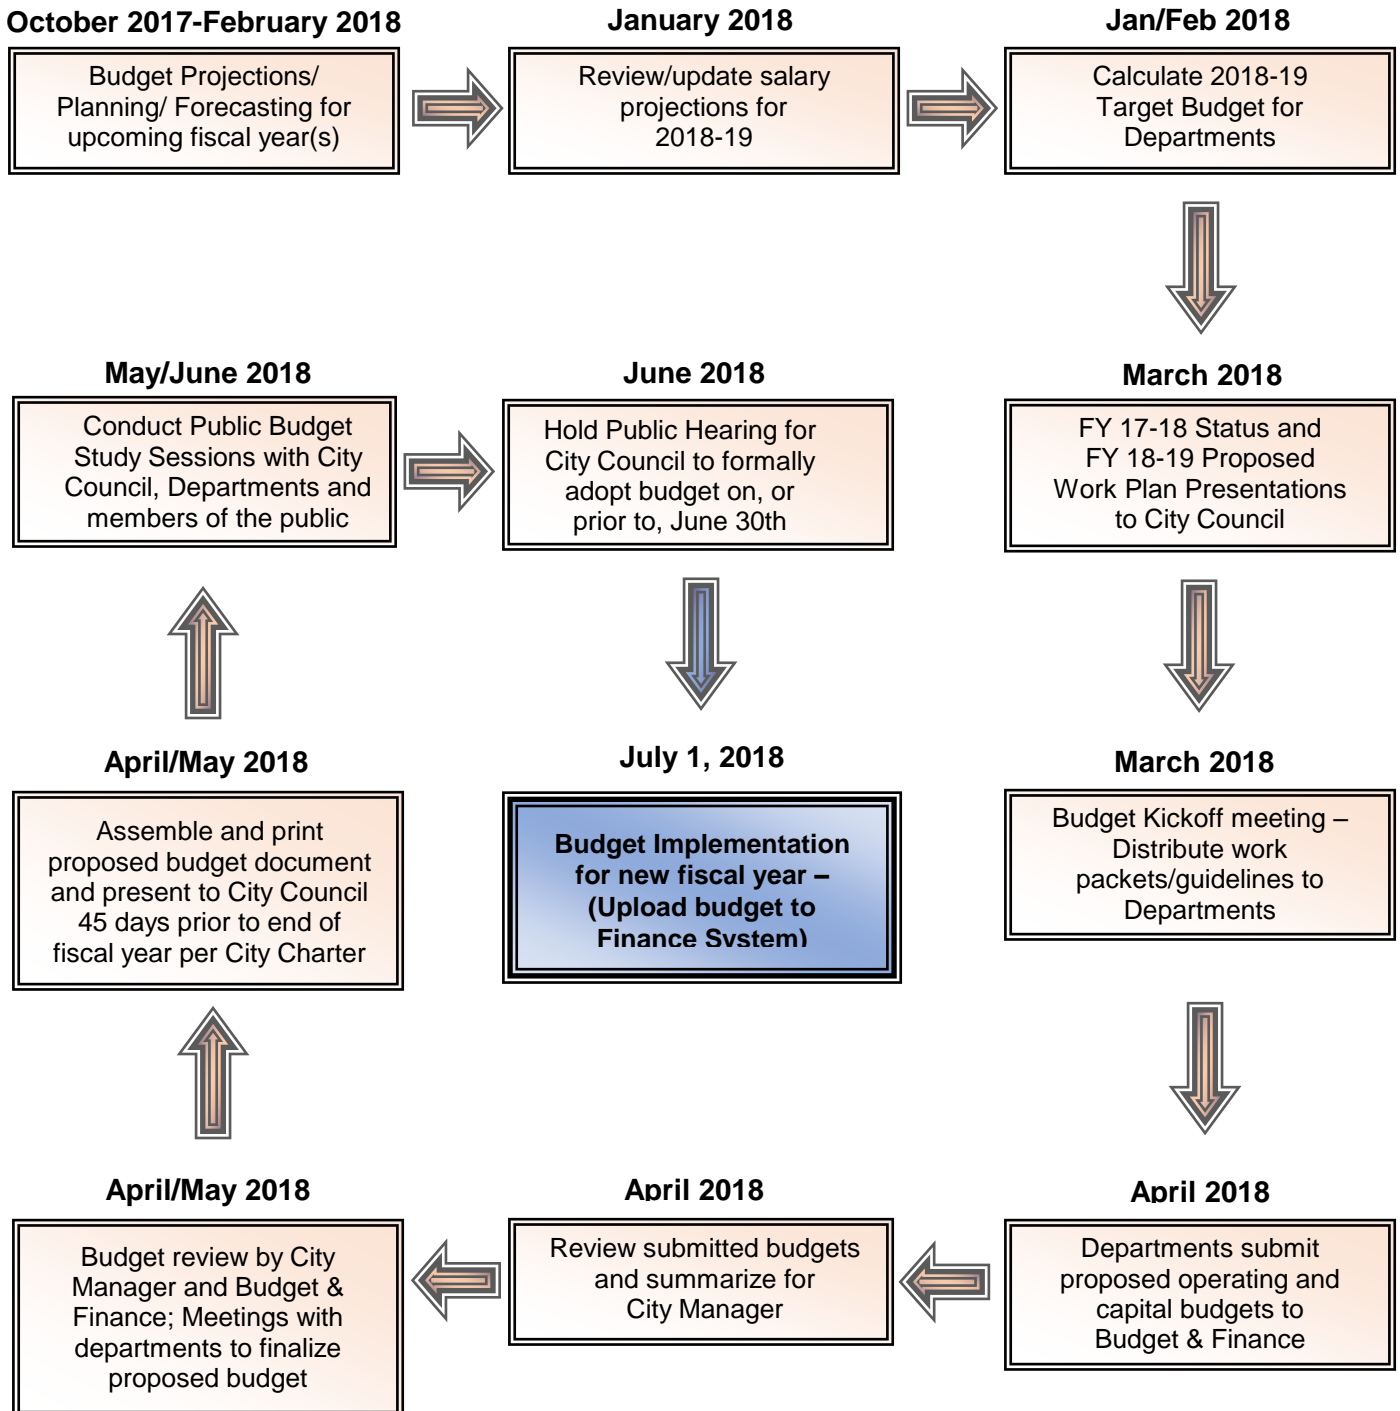 October 2017-February 2018
Budget Projections/
Planning/ Forecasting for
upcoming fiscal year(s)
January 2018
Review/update salary
projections for
2018-19
Jan/Feb 2018
Calculate 2018-19
Target Budget for
Departments
March 2018
FY 17-18 Status and
FY 18-19 Proposed
Work Plan Presentations
to City Council
March 2018
Budget Kickoff meeting –
Distribute work
packets/guidelines to
Departments
April 2018
Departments submit
proposed operating and
capital budgets to
Budget & Finance
April 2018
Review submitted budgets
and summarize for
City Manager
April/May 2018
Budget review by City
Manager and Budget &
Finance; Meetings with
departments to finalize
proposed budget
April/May 2018
Assemble and print
proposed budget document
and present to City Council
45 days prior to end of
fiscal year per City Charter
May/June 2018
Conduct Public Budget
Study Sessions with City
Council, Departments and
members of the public
June 2018
Hold Public Hearing for
City Council to formally
adopt budget on, or
prior to, June 30th
July 1, 2018
Budget Implementation
for new fiscal year –
(Upload budget to
Finance System)